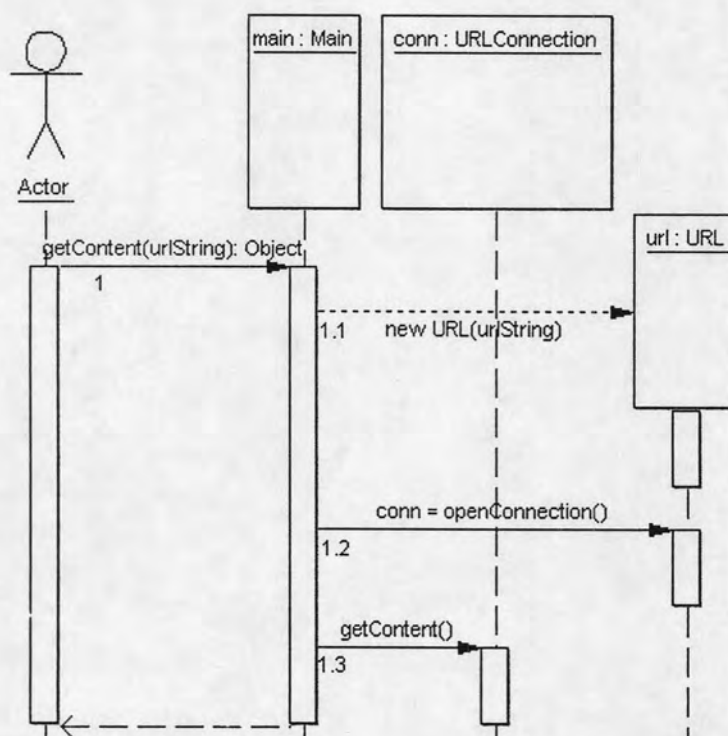 main : Main
conn : URLConnection
Actor
url : URL
getContent(urlString): Object
1
1.1
new URL(urlString)
conn = openConnection()
1.2
getContent()
1.3